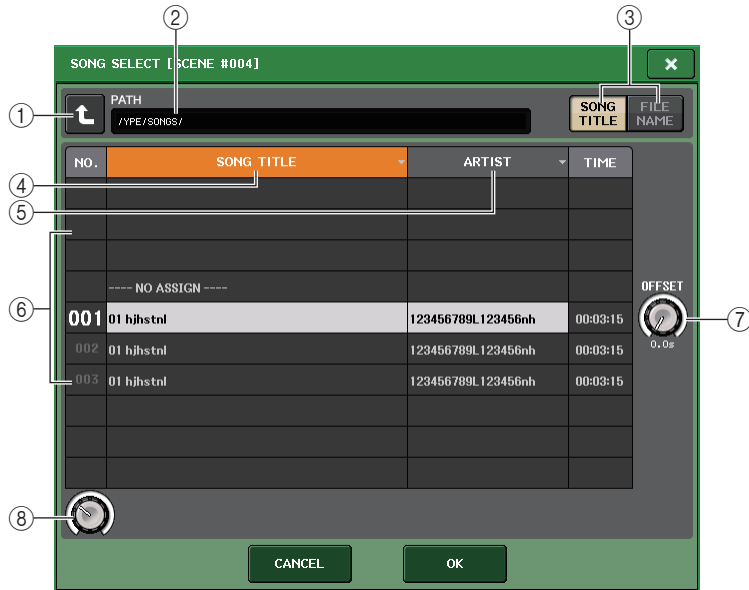 ②
③
SONG SELECT [SCENE #004]
①
PATH
/YPE/SONGS/
SONG TITLE
FILE NAME
NO.
SONG TITLE
ARTIST
TIME
④
⑤
---- NO ASSIGN ----
OFFSET
⑥
001 01 hjhstnl 123456789L123456nh 00:03:15
⑦
002 01 hjhstnl 123456789L123456nh 00:03:15
0.0s
003 01 hjhstnl 123456789L123456nh 00:03:15
⑧
CANCEL
OK